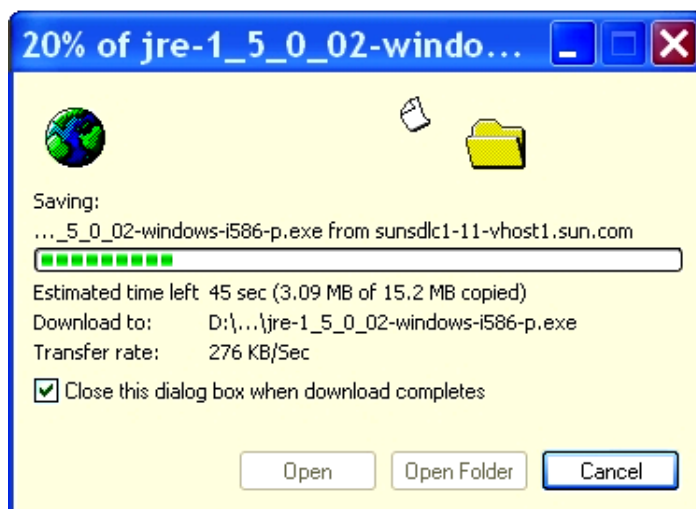 20% of jre-1_5_0_02-windo...
Saving:
..._5_0_02-windows-i586-p.exe from sunsdlc1-11-vhost1.sun.com
Estimated time left 45 sec (3.09 MB of 15.2 MB copied)
Download to: D:\...\jre-1_5_0_02-windows-i586-p.exe
Transfer rate: 276 KB/Sec
Close this dialog box when download completes
Open Open Folder Cancel